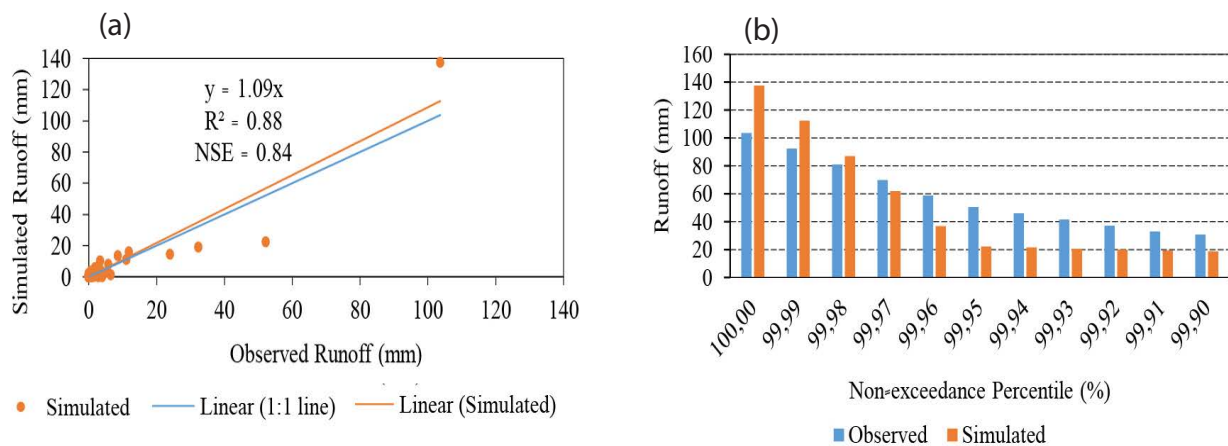 (a)
140
120
100
80
60
40
20
0
Simulated Runoff (mm)
y = 1.09x
R² = 0.88
NSE = 0.84
0 20 40 60 80 100 120 140
Observed Runoff (mm)
Simulated Linear (1:1 line) Linear (Simulated)
(b)
160
140
120
100
80
60
40
20
0
Runoff (mm)
100,00 99,99 99,98 99,97 99,96 99,95 99,94 99,93 99,92 99,91 99,90
Non-exceedance Percentile (%)
Observed Simulated